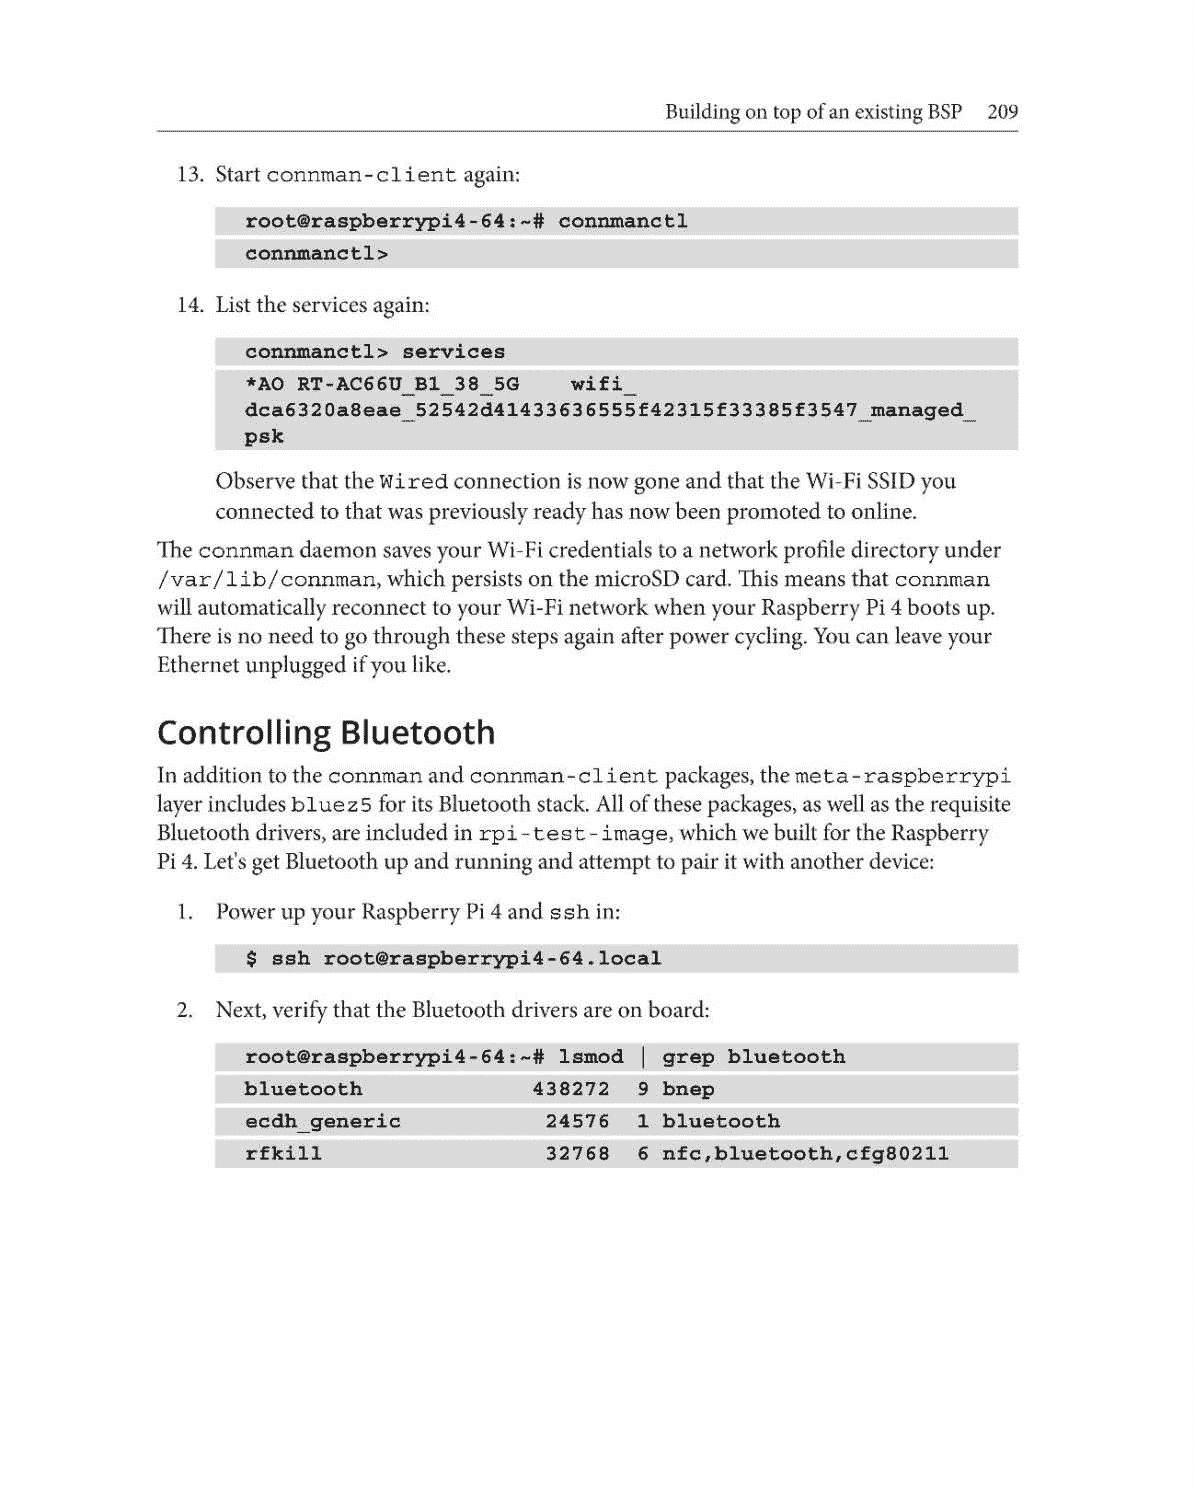 Building on top of an existing BSP 209
13. Start connman-client again:
root@raspberrypi4-64:~# connmanctl
connmanctl>
14. List the services again:
connmanctl> services
*AO RT-AC66U_B1_38_5G    wifi_
dca6320a8eae_52542d41433636555f42315f33385f3547_managed_
psk
Observe that the Wired connection is now gone and that the Wi-Fi SSID you
connected to that was previously ready has now been promoted to online.
The connman daemon saves your Wi-Fi credentials to a network profile directory under
/var/lib/connman, which persists on the microSD card. This means that connman
will automatically reconnect to your Wi-Fi network when your Raspberry Pi 4 boots up.
There is no need to go through these steps again after power cycling. You can leave your
Ethernet unplugged if you like.
Controlling Bluetooth
In addition to the connman and connman-client packages, the meta-raspberrypi
layer includes bluez5 for its Bluetooth stack. All of these packages, as well as the requisite
Bluetooth drivers, are included in rpi-test-image, which we built for the Raspberry
Pi 4. Let's get Bluetooth up and running and attempt to pair it with another device:
1. Power up your Raspberry Pi 4 and ssh in:
$ ssh root@raspberrypi4-64.local
2. Next, verify that the Bluetooth drivers are on board:
root@raspberrypi4-64:~# lsmod | grep bluetooth
bluetooth             438272  9 bnep
ecdh_generic           24576  1 bluetooth
rfkill                 32768  6 nfc,bluetooth,cfg80211